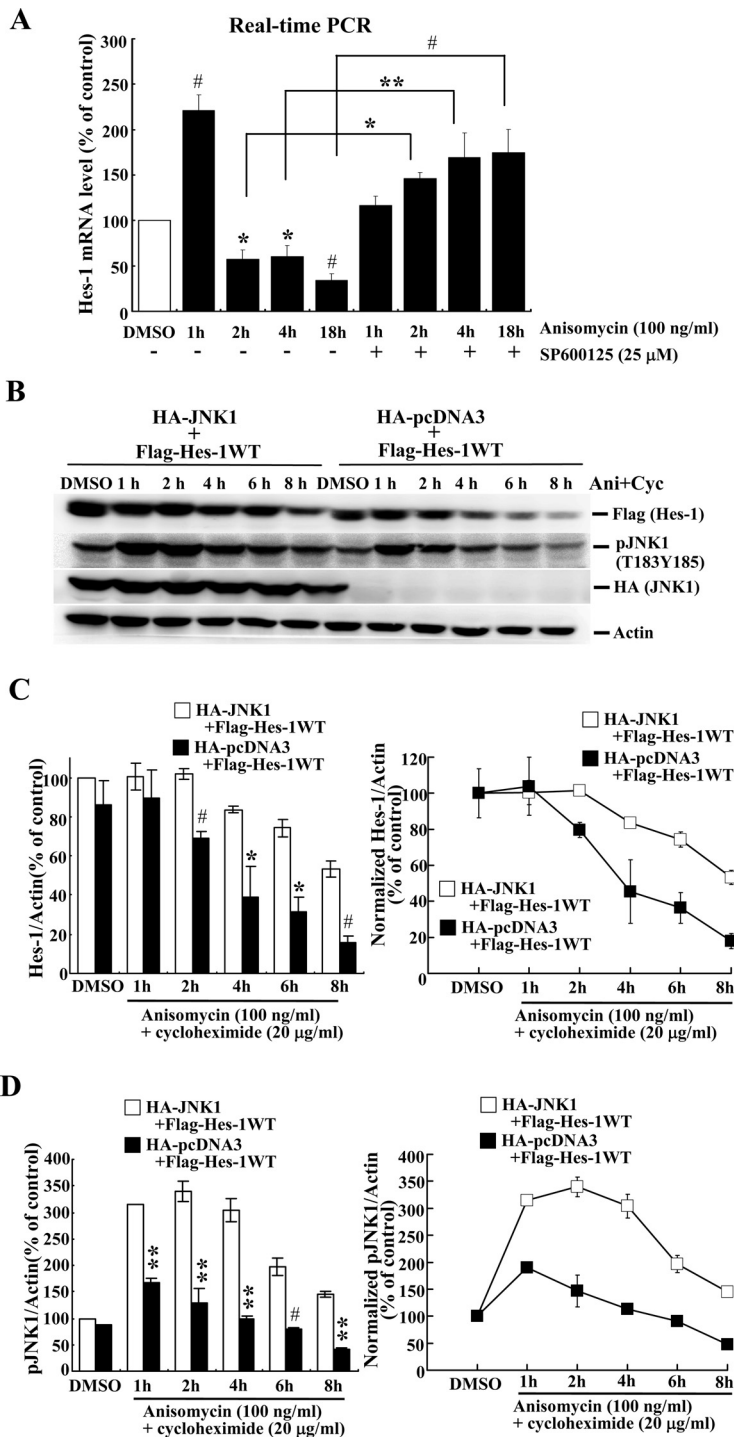 A
Real-time PCR
Hes-1 mRNA level (% of control)
300
250
200
150
100
50
0
#
*
*
#
*
**
#
DMSO 1h 2h 4h 18h 1h 2h 4h 18h Anisomycin (100 ng/ml)
- - - - - + + + + SP600125 (25 μM)
B
HA-JNK1 HA-pcDNA3
+ +
Flag-Hes-1WT Flag-Hes-1WT
DMSO 1 h 2 h 4 h 6 h 8 h DMSO 1 h 2 h 4 h 6 h 8 h Ani+Cyc
Flag (Hes-1)
pJNK1
(T183Y185)
HA (JNK1)
Actin
C
HA-JNK1
+Flag-Hes-1WT
HA-pcDNA3
+Flag-Hes-1WT
Hes-1/Actin(% of control)
100
80
60
40
20
0
#
*
*
#
DMSO 1h 2h 4h 6h 8h
Anisomycin (100 ng/ml)
+ cycloheximide (20 μg/ml)
HA-JNK1
+Flag-Hes-1WT
HA-pcDNA3
+Flag-Hes-1WT
Normalized Hes-1/Actin
(% of control)
120
100
80
60
40
20
0
HA-JNK1
+Flag-Hes-1WT
HA-pcDNA3
+Flag-Hes-1WT
DMSO 1h 2h 4h 6h 8h
Anisomycin (100 ng/ml)
+ cycloheximide (20 μg/ml)
D
HA-JNK1
+Flag-Hes-1WT
HA-pcDNA3
+Flag-Hes-1WT
pJNK1/Actin(% of control)
400
350
300
250
200
150
100
50
0
**
**
**
#
**
DMSO 1h 2h 4h 6h 8h
Anisomycin (100 ng/ml)
+ cycloheximide (20 μg/ml)
HA-JNK1
+Flag-Hes-1WT
HA-pcDNA3
+Flag-Hes-1WT
Normalized pJNK1/Actin
(% of control)
400
350
300
250
200
150
100
50
0
DMSO 1h 2h 4h 6h 8h
Anisomycin (100 ng/ml)
+ cycloheximide (20 μg/ml)